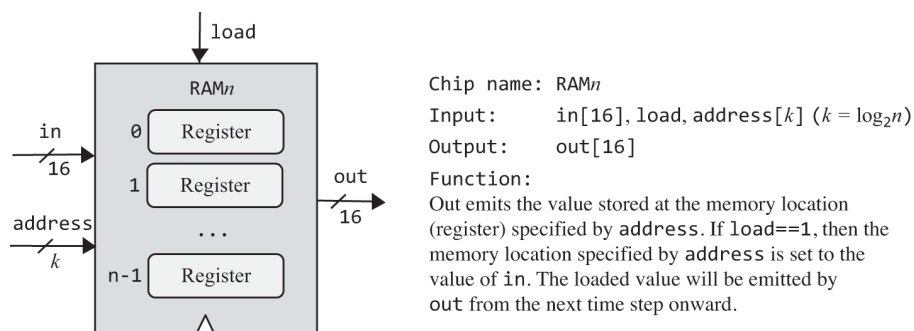 load
RAMn
in
16
0 Register
1 Register
...
n-1 Register
address
k
out
16
Chip name: RAMn
Input: in[16], load, address[k] (k = log₂n)
Output: out[16]
Function:
Out emits the value stored at the memory location
(register) specified by address. If load==1, then the
memory location specified by address is set to the
value of in. The loaded value will be emitted by
out from the next time step onward.